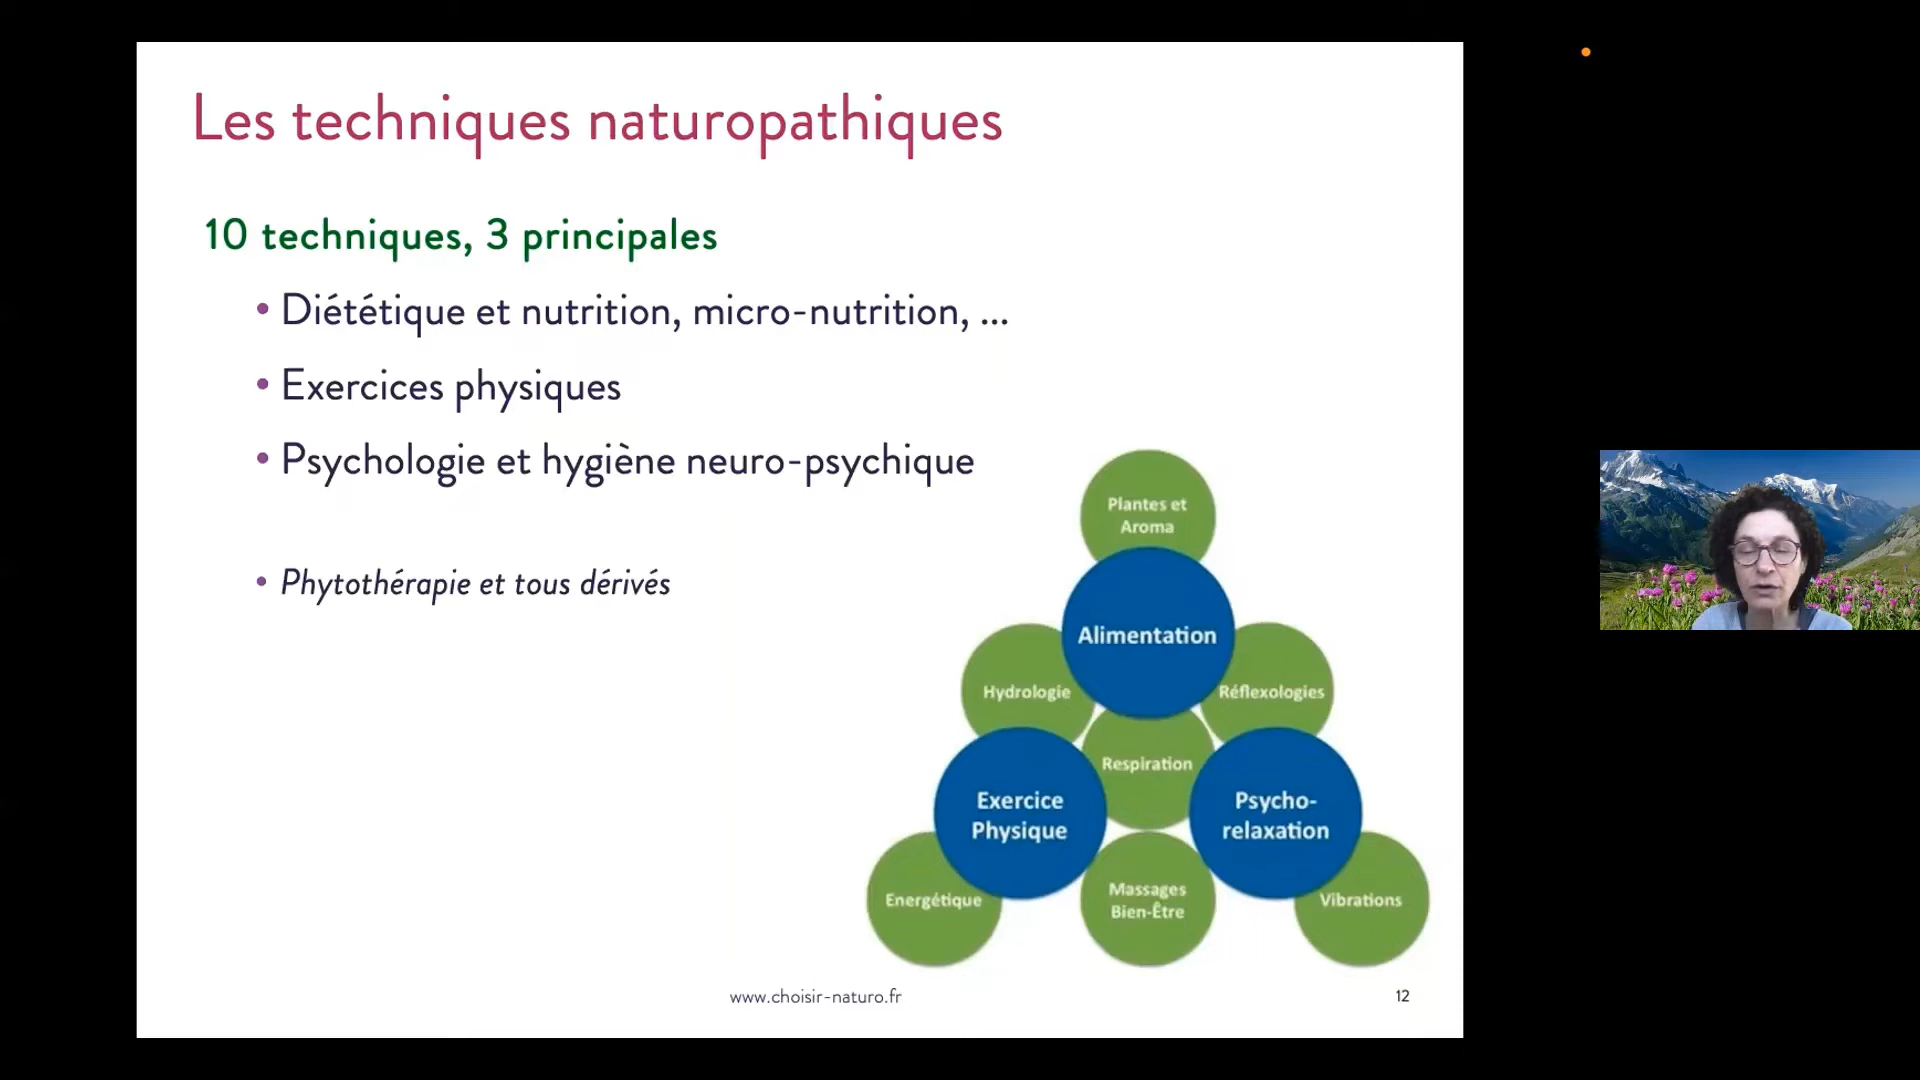 Les techniques naturopathiques
10 techniques, 3 principales
• Diététique et nutrition, micro-nutrition, ...
• Exercices physiques
• Psychologie et hygiène neuro-psychique
• Phytothérapie et tous dérivés
Plantes et
Aroma
Alimentation
Hydrologie
Réflexologies
Respiration
Exercice
Physique
Psycho-
relaxation
Energétique
Massages
Bien-Être
Vibrations
www.choisir-naturo.fr
12